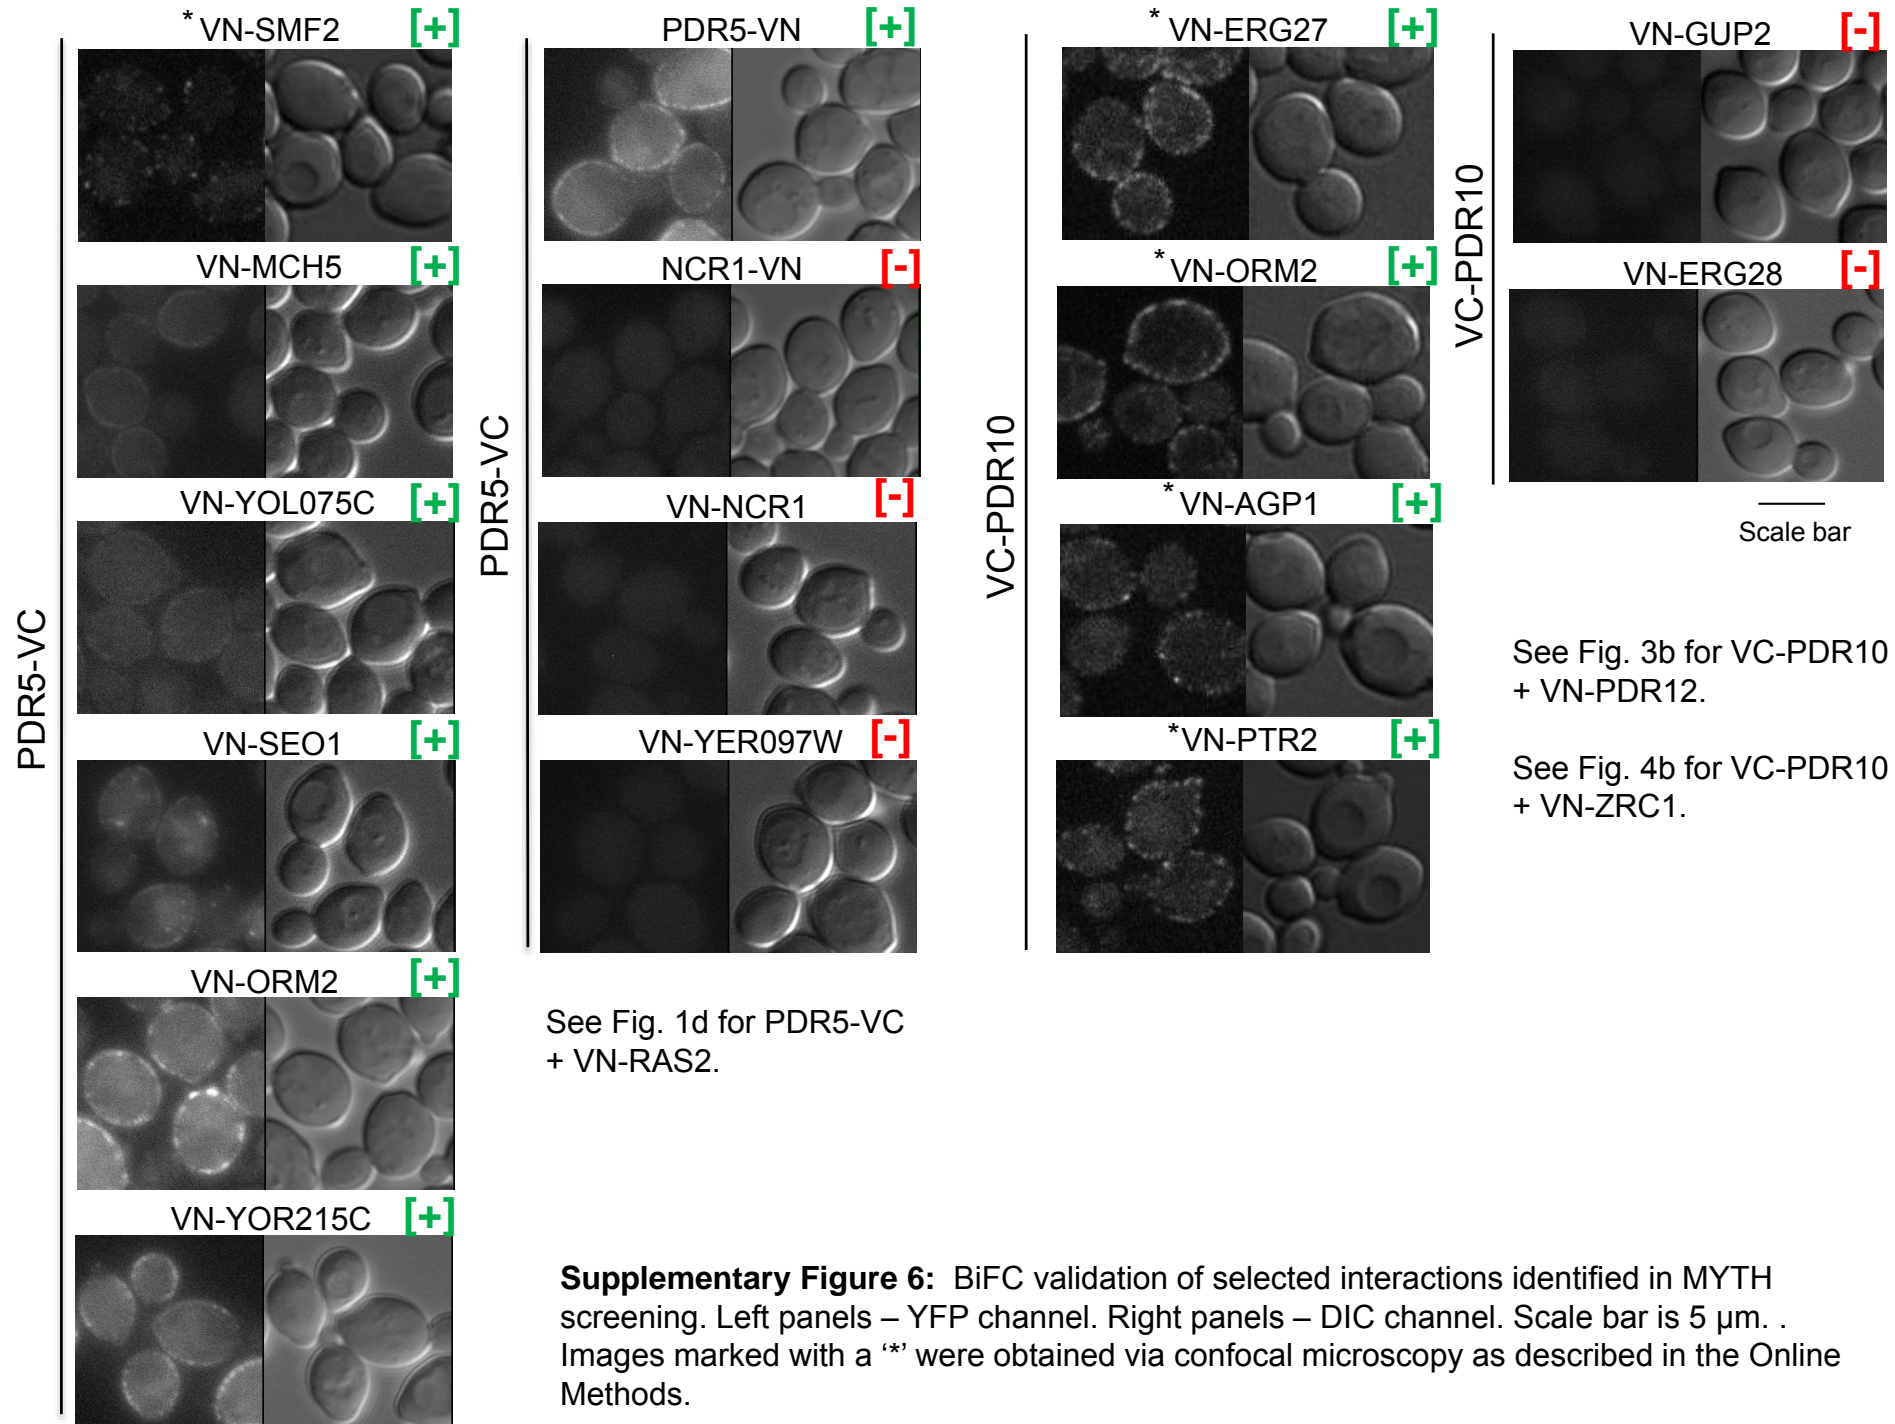 PDR5-VC
* VN-SMF2 [+]
VN-MCH5 [+]
VN-YOL075C [+]
VN-SEO1 [+]
VN-ORM2 [+]
VN-YOR215C [+]
PDR5-VC
PDR5-VN [+]
NCR1-VN [-]
VN-NCR1 [-]
VN-YER097W [-]
See Fig. 1d for PDR5-VC
+ VN-RAS2.
VC-PDR10
* VN-ERG27 [+]
* VN-ORM2 [+]
* VN-AGP1 [+]
*VN-PTR2 [+]
VC-PDR10
VN-GUP2 [-]
VN-ERG28 [-]
Scale bar
See Fig. 3b for VC-PDR10
+ VN-PDR12.
See Fig. 4b for VC-PDR10
+ VN-ZRC1.
Supplementary Figure 6: BiFC validation of selected interactions identified in MYTH
screening. Left panels – YFP channel. Right panels – DIC channel. Scale bar is 5 µm. .
Images marked with a ‘*’ were obtained via confocal microscopy as described in the Online
Methods.